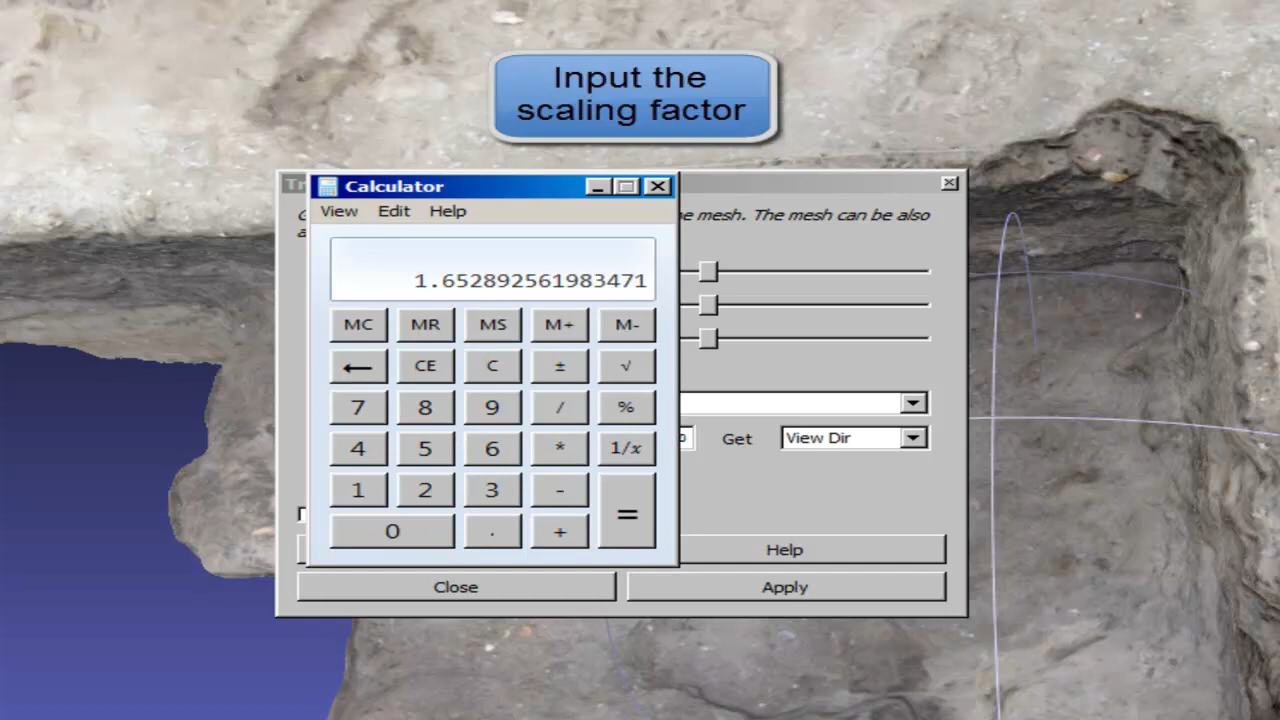 Input the
scaling factor
Tr
Calculator
View Edit Help
e mesh. The mesh can be also
1.652892561983471
MC MR MS M+ M-
← CE C ± √
7 8 9 / %
4 5 6 * 1/x
Get View Dir
1 2 3 - =
0 . +
Help
Close Apply